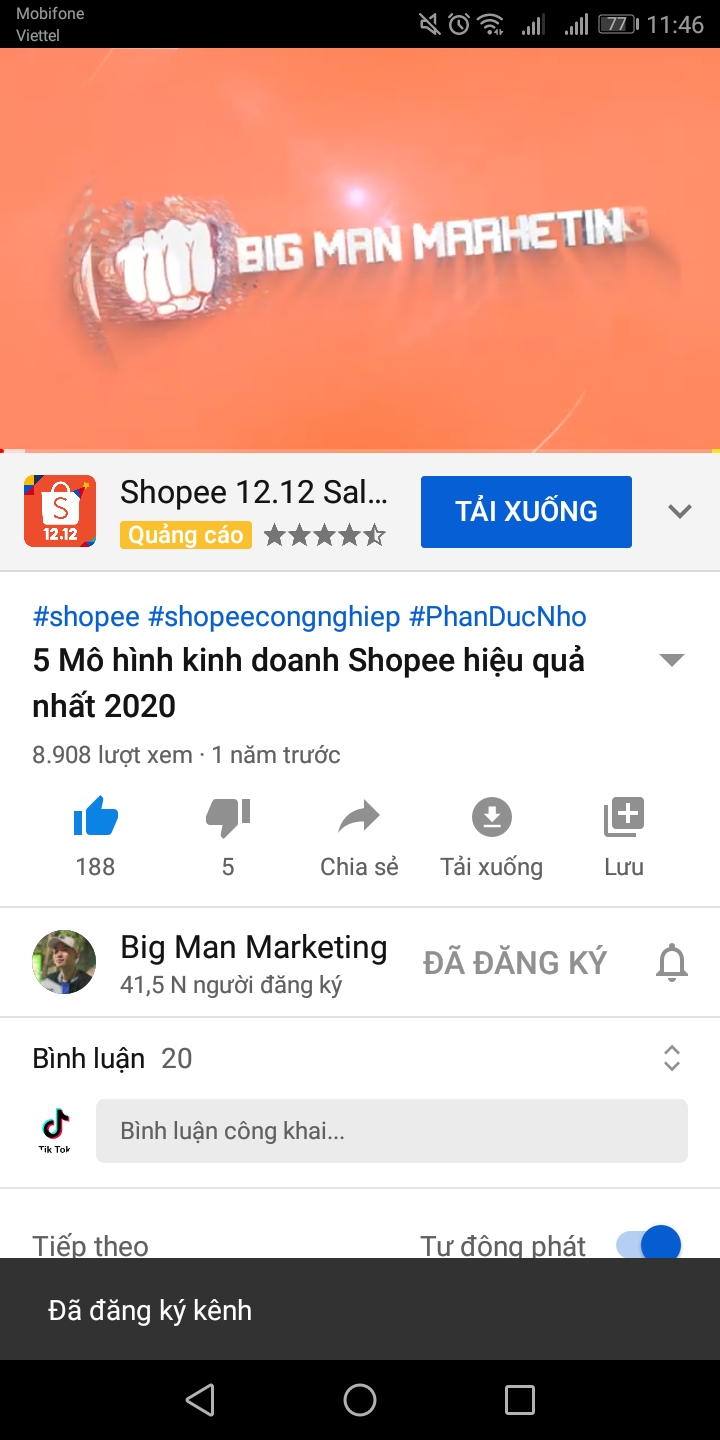 Mobifone
Viettel
77 11:46
BIG MAN MARKETING
S
12.12
Shopee 12.12 Sal...
Quảng cáo
TẢI XUỐNG
#shopee #shopeecongnghiep #PhanDucNho
5 Mô hình kinh doanh Shopee hiệu quả
nhất 2020
8.908 lượt xem · 1 năm trước
188
5
Chia sẻ
Tải xuống
Lưu
Big Man Marketing
41,5 N người đăng ký
ĐÃ ĐĂNG KÝ
Bình luận 20
Tik Tok
Bình luận công khai...
Tiếp theo
Tự động phát
Đã đăng ký kênh